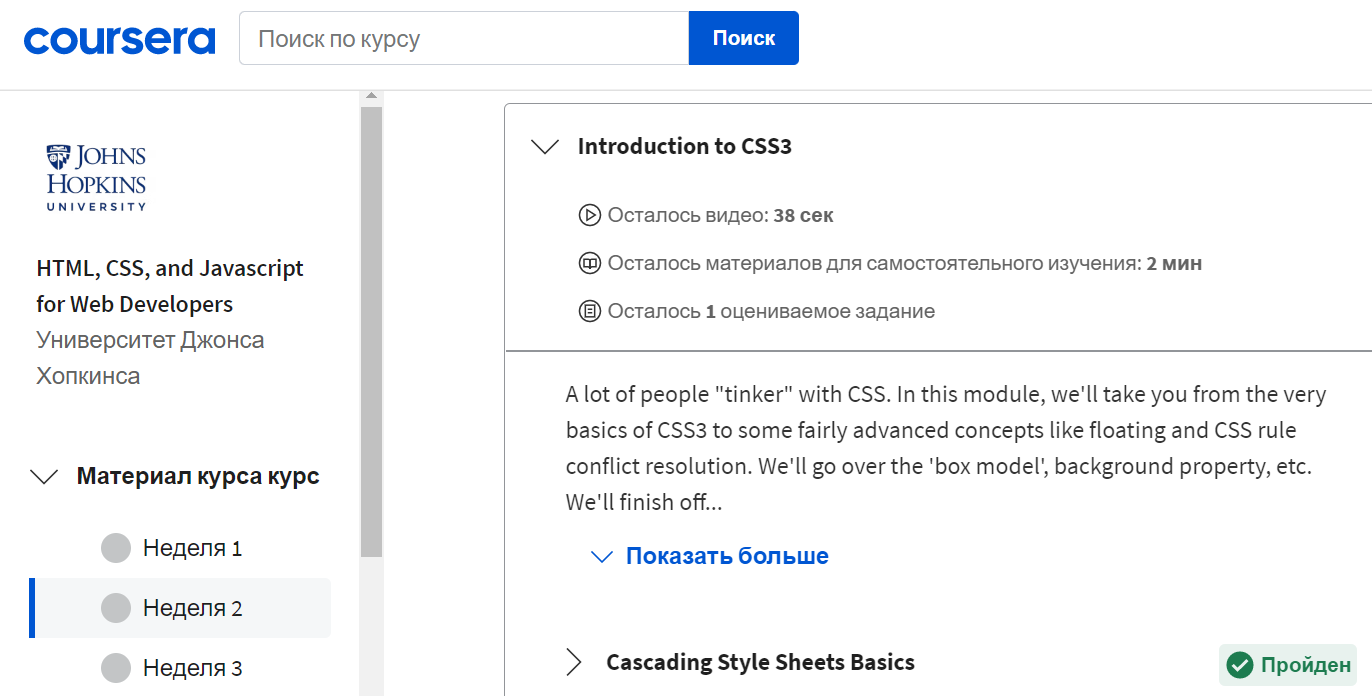 coursera
Поиск по курсу
Поиск
JOHNS
HOPKINS
UNIVERSITY
HTML, CSS, and Javascript
for Web Developers
Университет Джонса
Хопкинса
Материал курса курс
Неделя 1
Неделя 2
Неделя 3
Introduction to CSS3
Осталось видео: 38 сек
Осталось материалов для самостоятельного изучения: 2 мин
Осталось 1 оцениваемое задание
A lot of people "tinker" with CSS. In this module, we'll take you from the very
basics of CSS3 to some fairly advanced concepts like floating and CSS rule
conflict resolution. We'll go over the 'box model', background property, etc.
We'll finish off...
Показать больше
Cascading Style Sheets Basics
Пройден